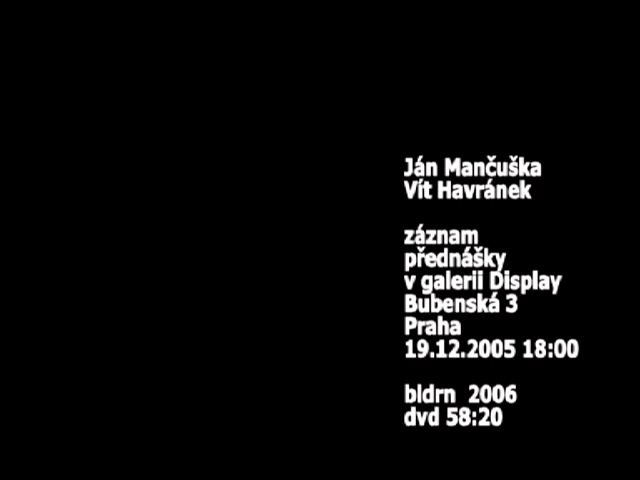 Ján Mančuška
Vít Havránek
záznam
přednášky
v galerii Display
Bubenská 3
Praha
19.12.2005 18:00
bldrn 2006
dvd 58:20